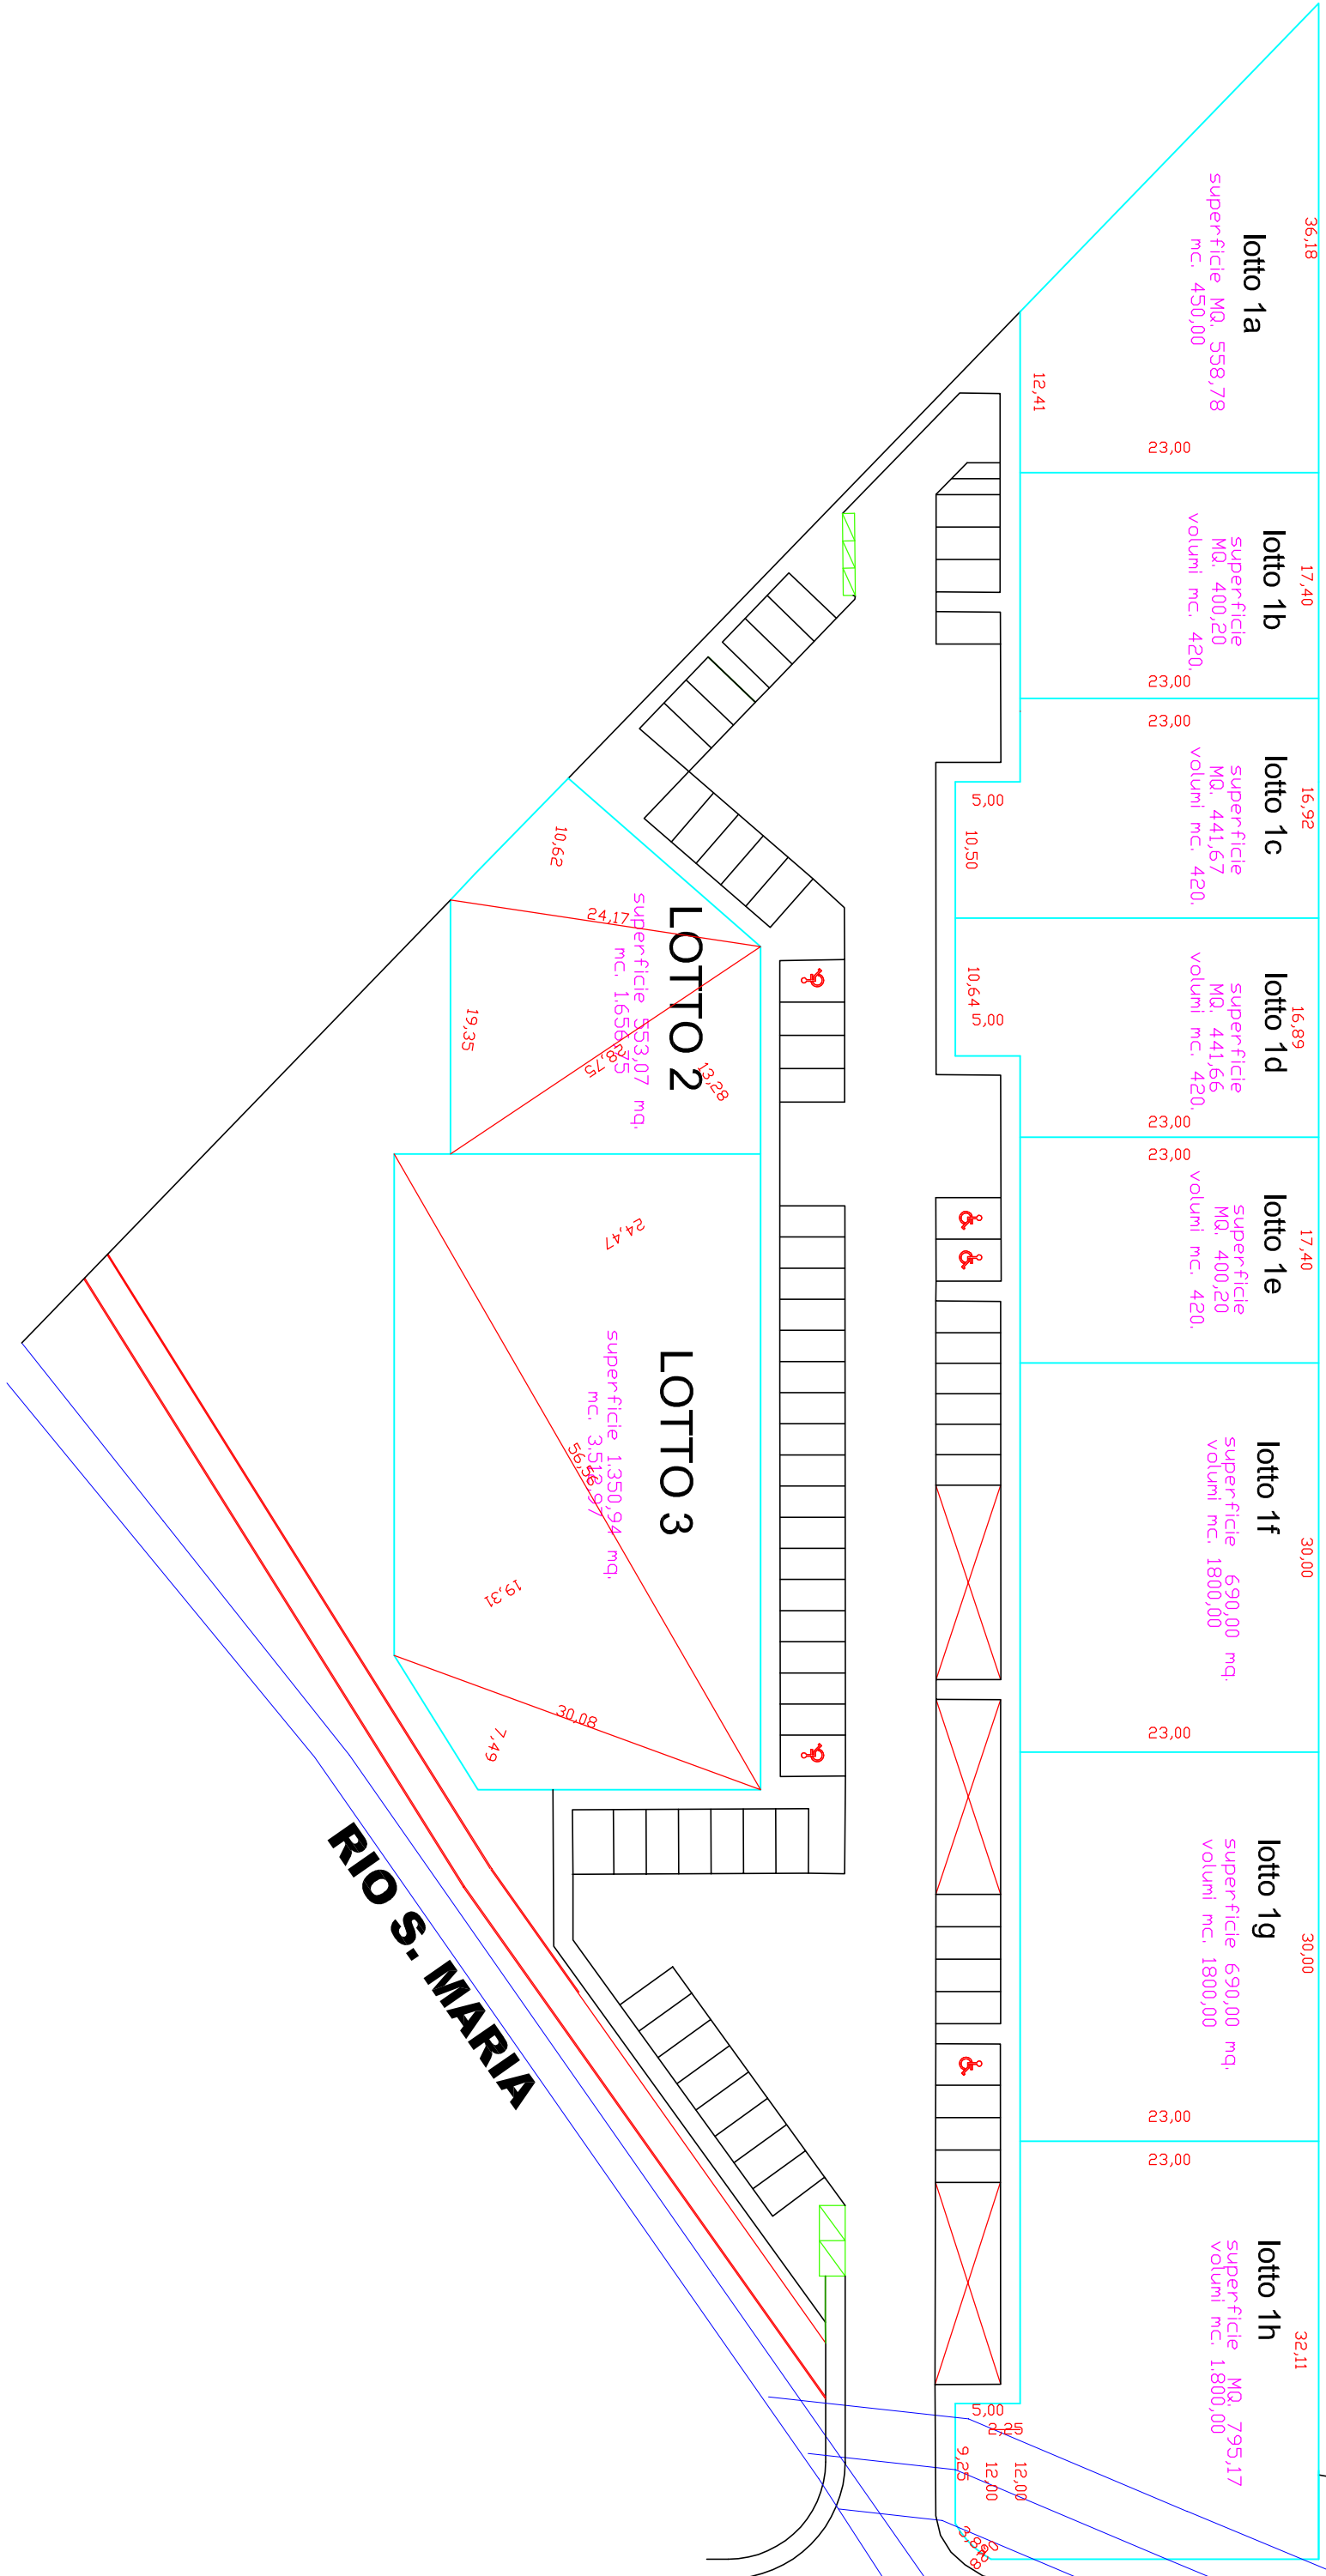 36,18
lotto 1a
superficie MQ. 558,78
mc. 450,00
12,41
23,00
17,40
lotto 1b
superficie
MQ. 400,20
volumi mc. 420.
23,00
23,00
16,92
lotto 1c
superficie
MQ. 441,67
volumi mc. 420.
5,00
10,50
16,89
lotto 1d
superficie
MQ. 441,66
volumi mc. 420.
10,64
5,00
23,00
23,00
17,40
lotto 1e
superficie
MQ. 400,20
volumi mc. 420.
30,00
lotto 1f
superficie 690,00 mq.
volumi mc. 1800,00
23,00
30,00
lotto 1g
superficie 690,00 mq.
volumi mc. 1800,00
23,00
23,00
32,11
lotto 1h
superficie MQ. 795,17
volumi mc. 1.800,00
5,00
2,25
9,25
12,00
12,00
LOTTO 2
superficie 553,07 mq.
10,62
24,17
19,35
28,75
13,28
LOTTO 3
superficie 1.350,94 mq.
24,47
56,56
19,31
30,08
7,49
RIO S. MARIA